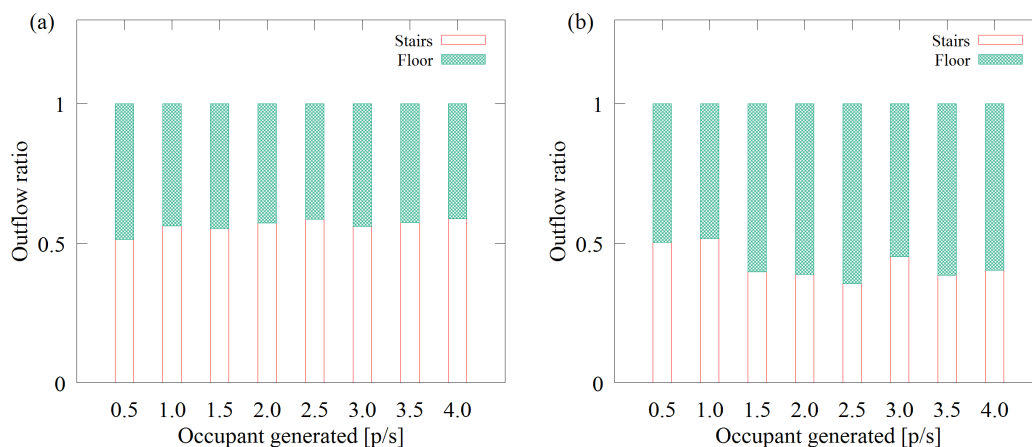 (a)
Stairs
Floor
1
0.5
0
Outflow ratio
0.5 1.0 1.5 2.0 2.5 3.0 3.5 4.0
Occupant generated [p/s]
(b)
Stairs
Floor
1
0.5
0
Outflow ratio
0.5 1.0 1.5 2.0 2.5 3.0 3.5 4.0
Occupant generated [p/s]